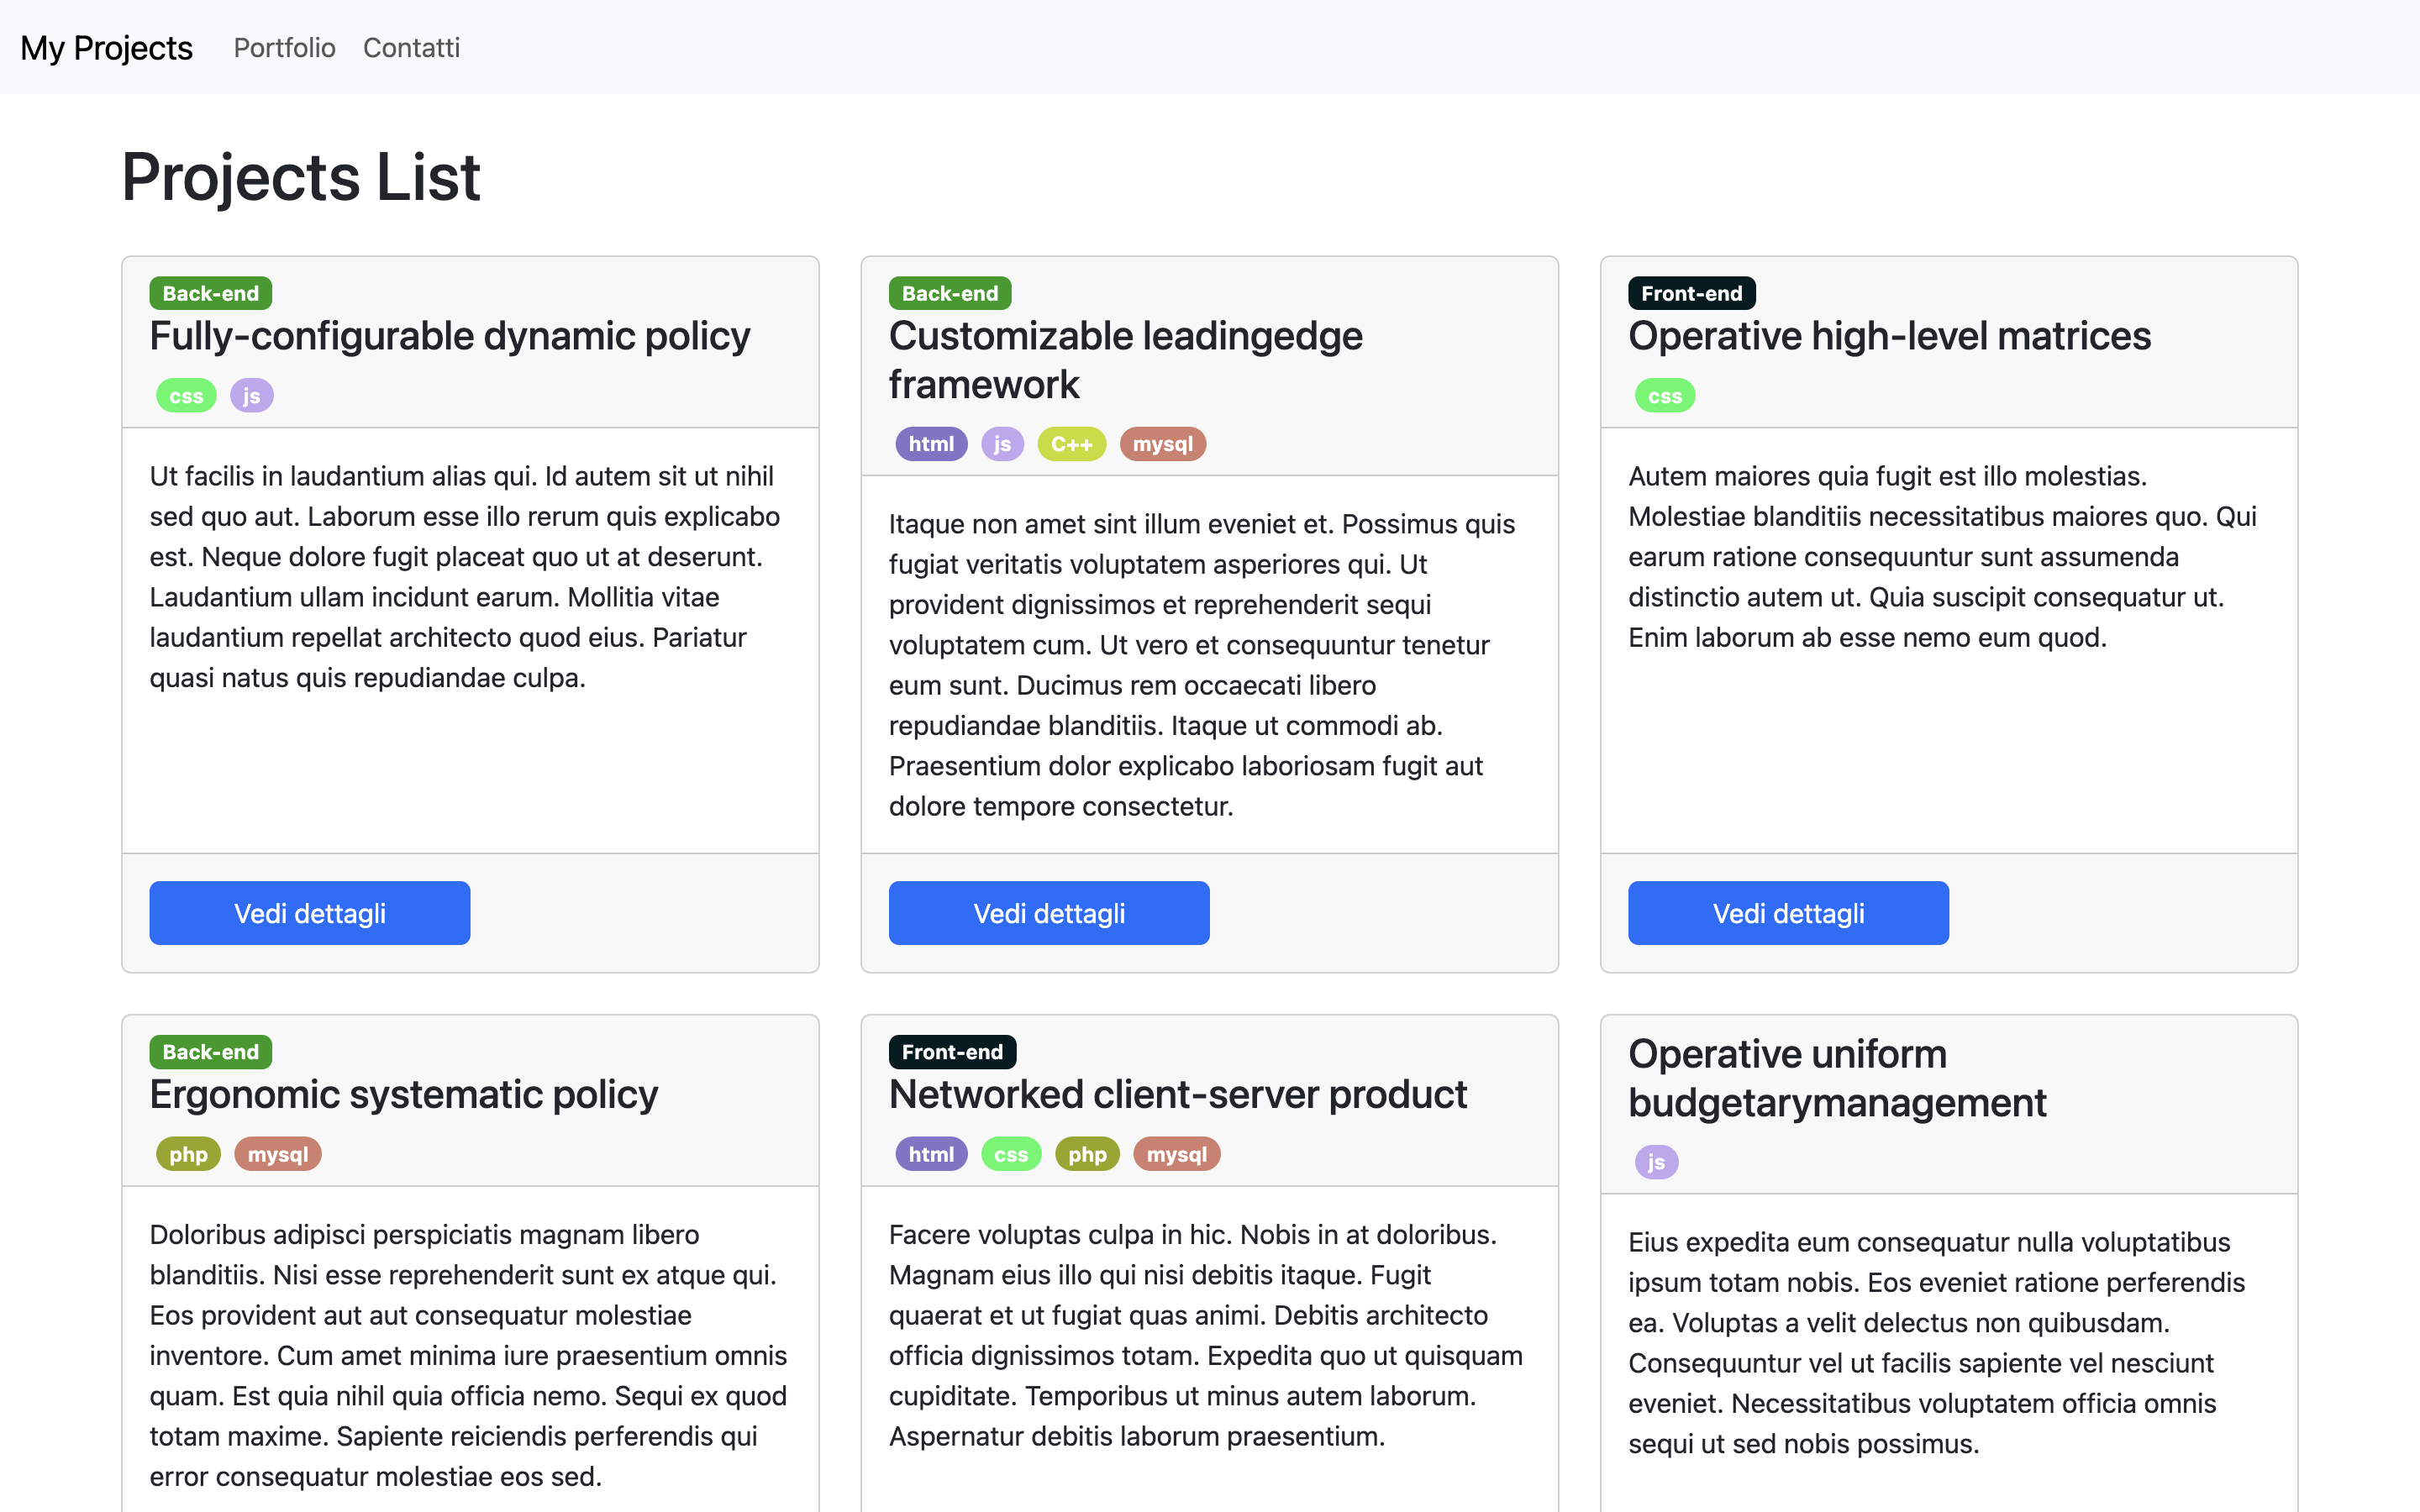 My Projects Portfolio Contatti
Projects List
Back-end
Fully-configurable dynamic policy
css js
Ut facilis in laudantium alias qui. Id autem sit ut nihil
sed quo aut. Laborum esse illo rerum quis explicabo
est. Neque dolore fugit placeat quo ut at deserunt.
Laudantium ullam incidunt earum. Mollitia vitae
laudantium repellat architecto quod eius. Pariatur
quasi natus quis repudiandae culpa.
Vedi dettagli
Back-end
Customizable leadingedge
framework
html js C++ mysql
Itaque non amet sint illum eveniet et. Possimus quis
fugiat veritatis voluptatem asperiores qui. Ut
provident dignissimos et reprehenderit sequi
voluptatem cum. Ut vero et consequuntur tenetur
eum sunt. Ducimus rem occaecati libero
repudiandae blanditiis. Itaque ut commodi ab.
Praesentium dolor explicabo laboriosam fugit aut
dolore tempore consectetur.
Vedi dettagli
Front-end
Operative high-level matrices
css
Autem maiores quia fugit est illo molestias.
Molestiae blanditiis necessitatibus maiores quo. Qui
earum ratione consequuntur sunt assumenda
distinctio autem ut. Quia suscipit consequatur ut.
Enim laborum ab esse nemo eum quod.
Vedi dettagli
Back-end
Ergonomic systematic policy
php mysql
Doloribus adipisci perspiciatis magnam libero
blanditiis. Nisi esse reprehenderit sunt ex atque qui.
Eos provident aut aut consequatur molestiae
inventore. Cum amet minima iure praesentium omnis
quam. Est quia nihil quia officia nemo. Sequi ex quod
totam maxime. Sapiente reiciendis perferendis qui
error consequatur molestiae eos sed.
Front-end
Networked client-server product
html css php mysql
Facere voluptas culpa in hic. Nobis in at doloribus.
Magnam eius illo qui nisi debitis itaque. Fugit
quaerat et ut fugiat quas animi. Debitis architecto
officia dignissimos totam. Expedita quo ut quisquam
cupiditate. Temporibus ut minus autem laborum.
Aspernatur debitis laborum praesentium.
Operative uniform
budgetarymanagement
js
Eius expedita eum consequatur nulla voluptatibus
ipsum totam nobis. Eos eveniet ratione perferendis
ea. Voluptas a velit delectus non quibusdam.
Consequuntur vel ut facilis sapiente vel nesciunt
eveniet. Necessitatibus voluptatem officia omnis
sequi ut sed nobis possimus.